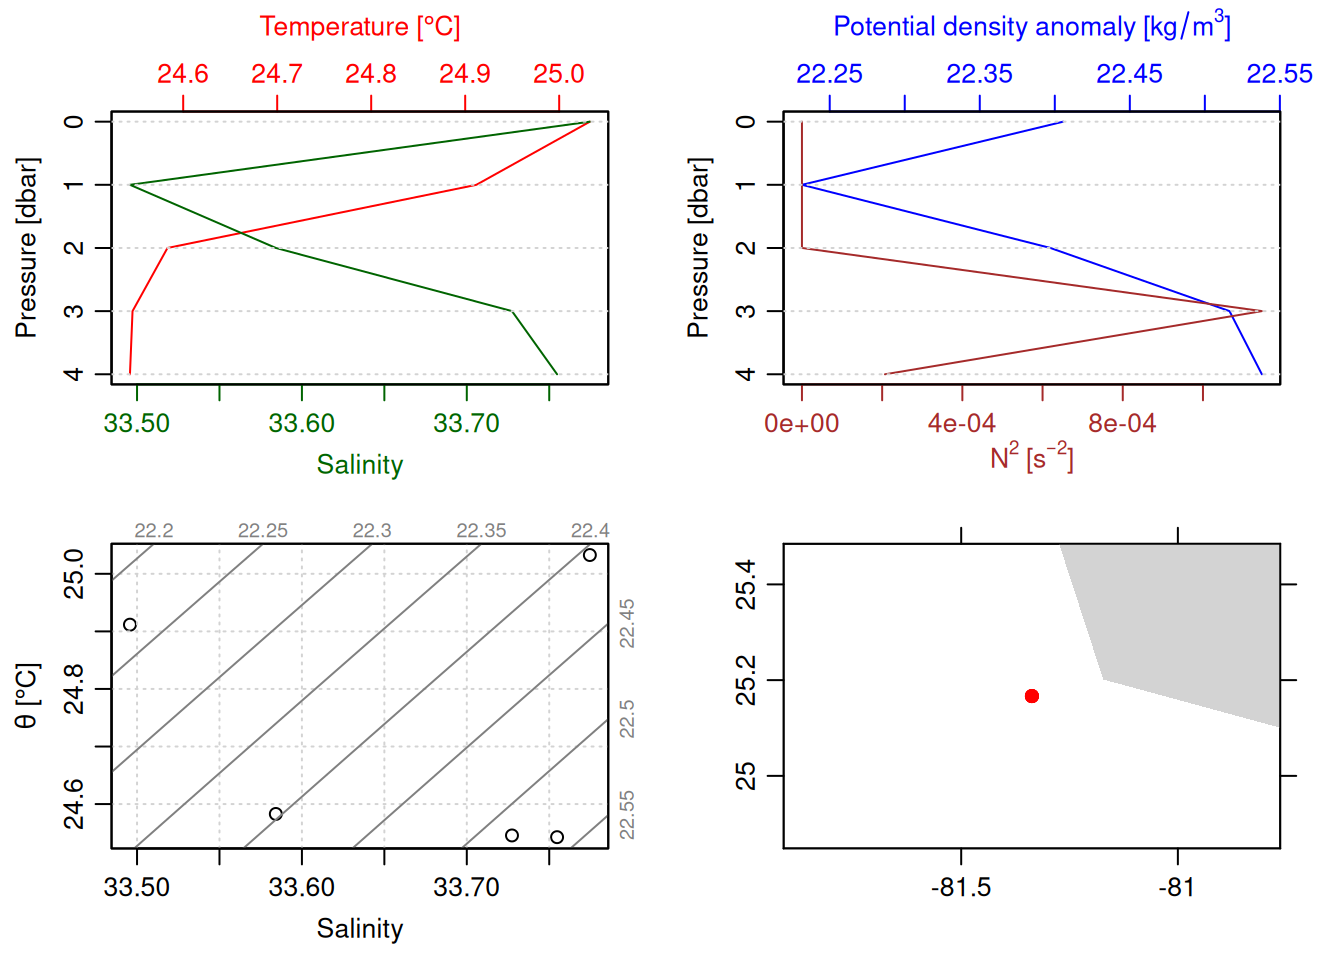 Temperature [°C]
24.6 24.7 24.8 24.9 25.0
0
1
2
3
4
Pressure [dbar]
33.50 33.60 33.70
Salinity
Potential density anomaly [kg/m³]
22.25 22.35 22.45 22.55
0
1
2
3
4
Pressure [dbar]
0e+00 4e-04 8e-04
N² [s⁻²]
22.2 22.25 22.3 22.35 22.4
22.45
22.5
22.55
25.0
24.8
24.6
θ [°C]
33.50 33.60 33.70
Salinity
25.4
25.2
25
-81.5 -81